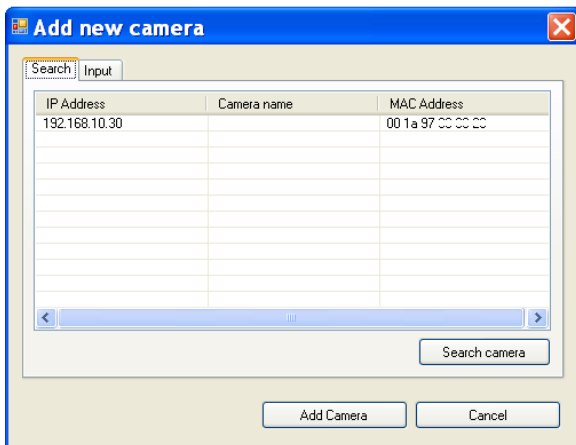 Add new camera
Search Input
IP Address Camera name MAC Address
192.168.10.30 00 1a 97
Search camera
Add Camera Cancel